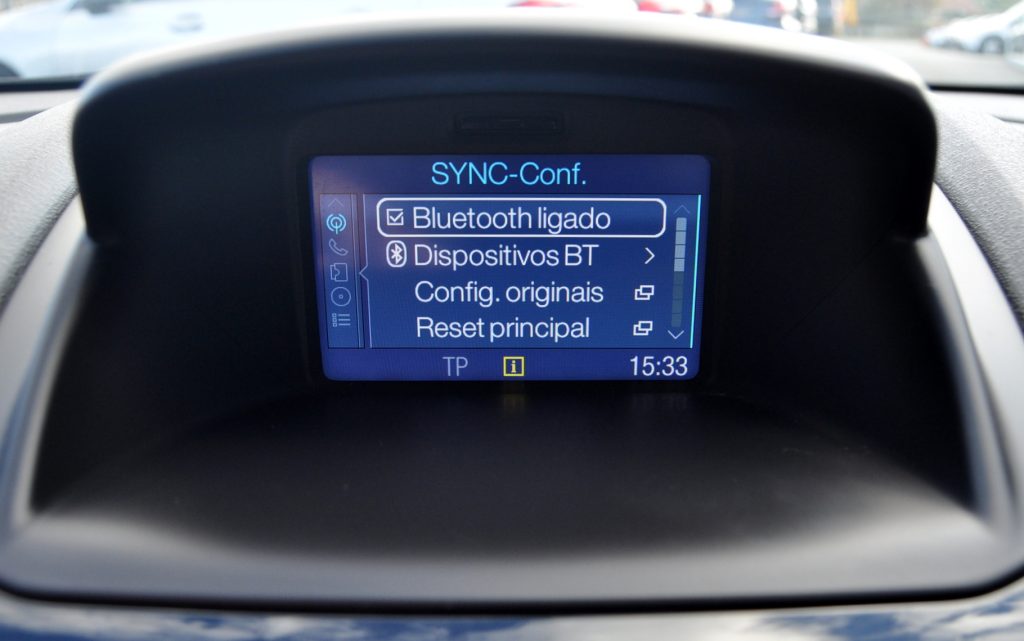 SYNC-Conf.
Bluetooth ligado
Dispositivos BT
Config. originais
Reset principal
TP i 15:33